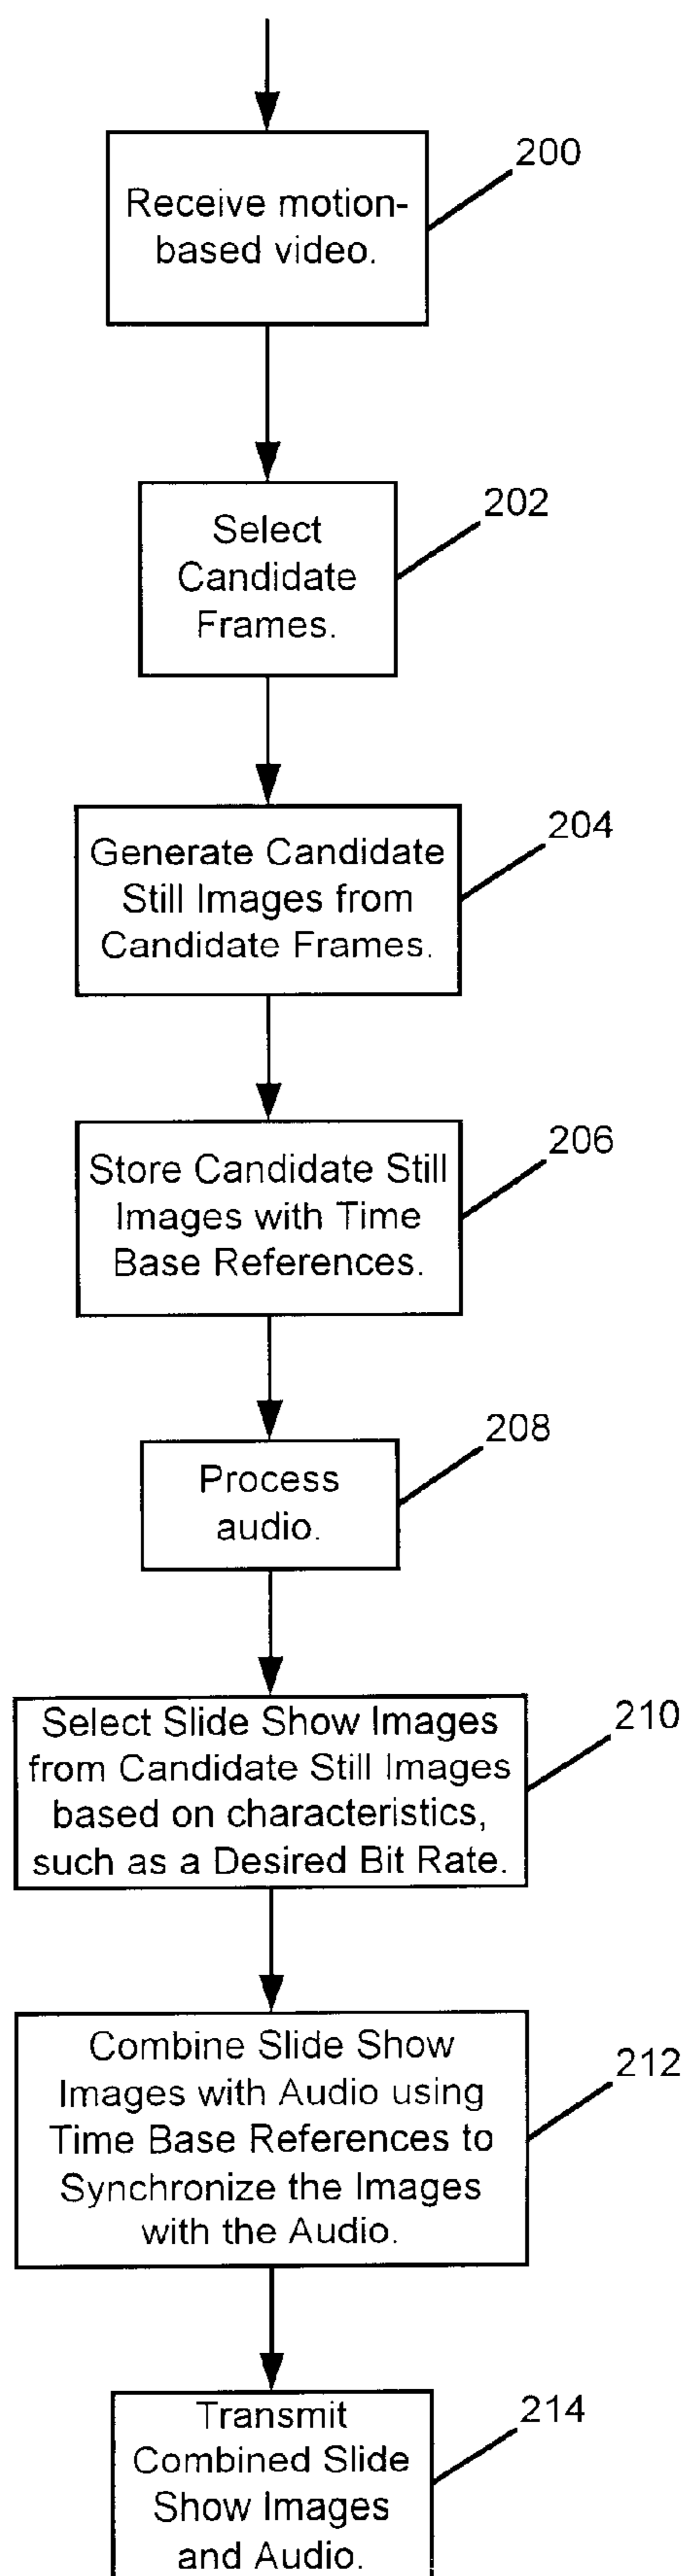 200
Receive motion-
based video.
202
Select
Candidate
Frames.
204
Generate Candidate
Still Images from
Candidate Frames.
206
Store Candidate Still
Images with Time
Base References.
208
Process
audio.
210
Select Slide Show Images
from Candidate Still Images
based on characteristics,
such as a Desired Bit Rate.
212
Combine Slide Show
Images with Audio using
Time Base References to
Synchronize the Images
with the Audio.
214
Transmit
Combined Slide
Show Images
and Audio.